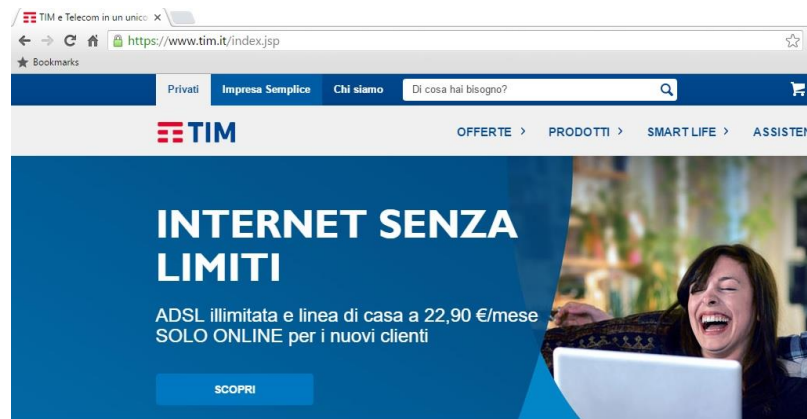 TIM e Telecom in un unico
https://www.tim.it/index.jsp
Bookmarks
Privati Impresa Semplice Chi siamo Di cosa hai bisogno?
TIM OFFERTE > PRODOTTI > SMART LIFE > ASSISTEN
INTERNET SENZA
LIMITI
ADSL illimitata e linea di casa a 22,90 €/mese
SOLO ONLINE per i nuovi clienti
SCOPRI